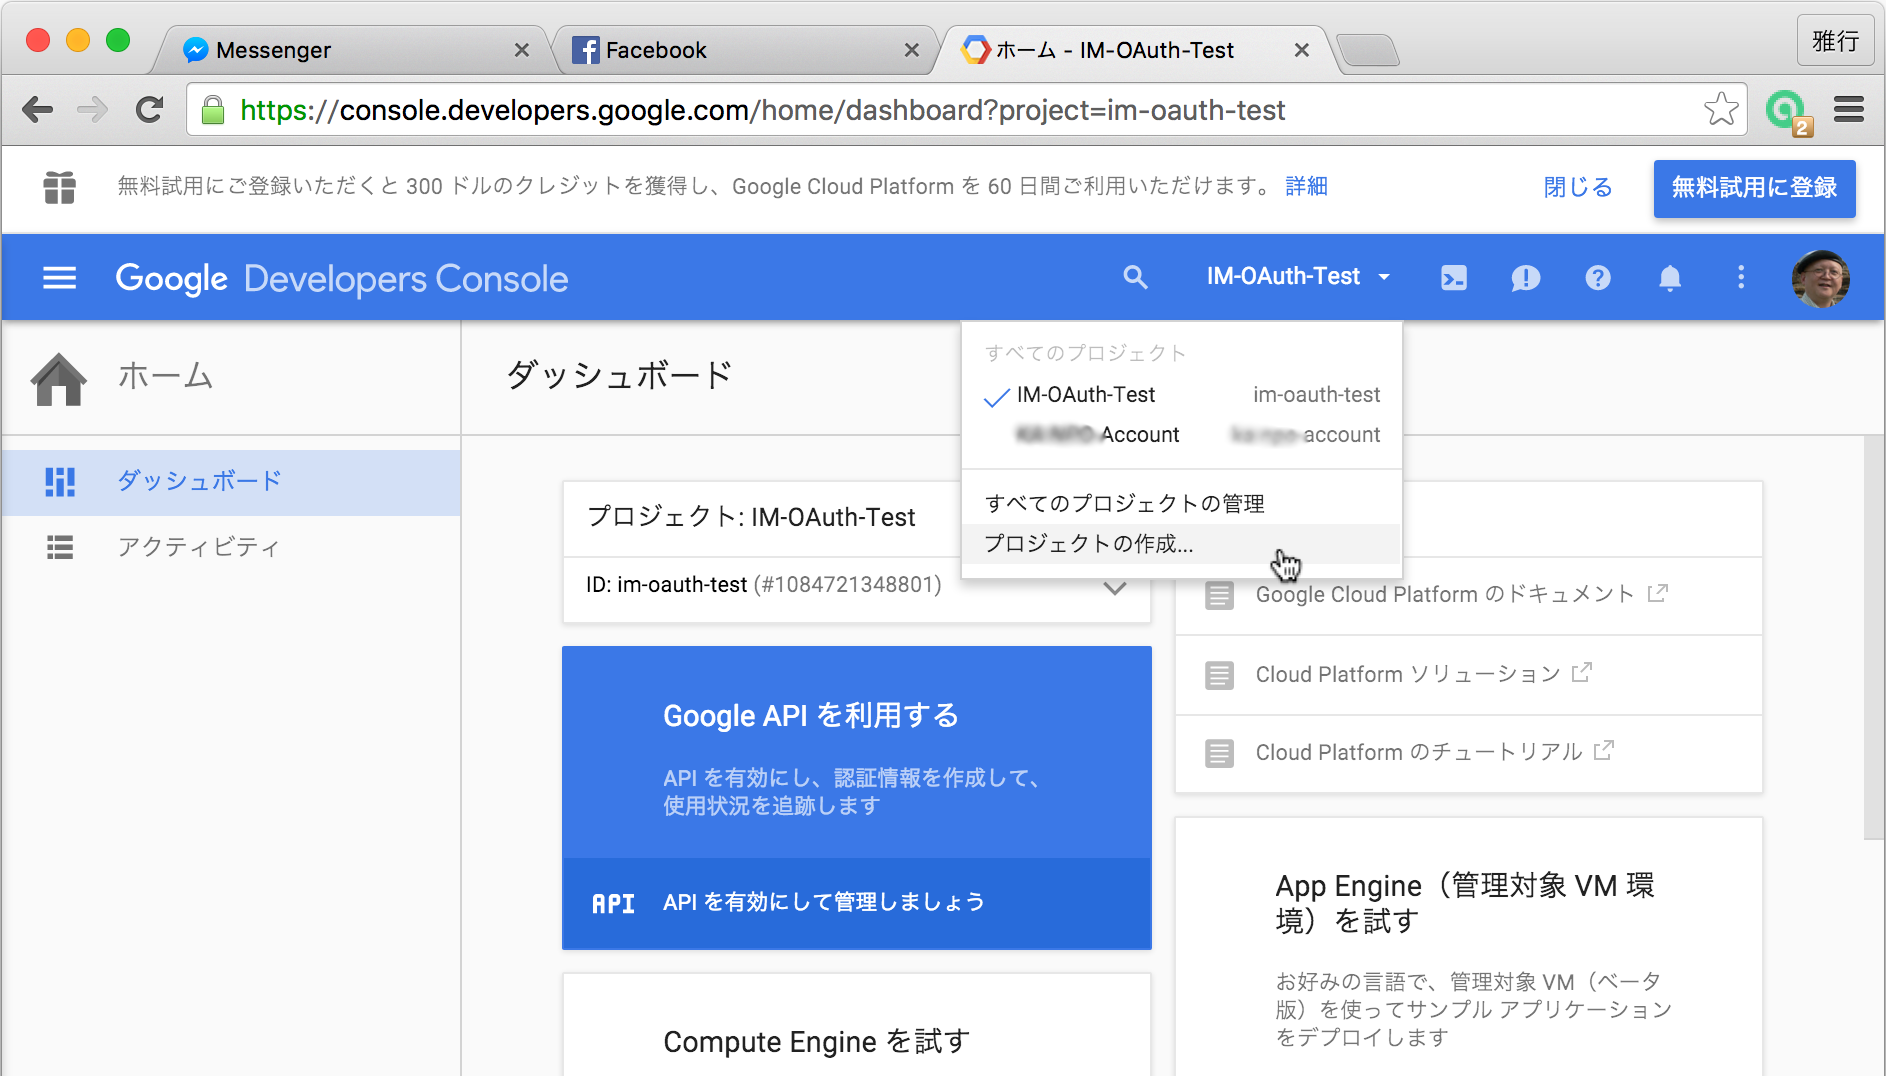 Messenger
Facebook
ホーム - IM-OAuth-Test
雅行
https://console.developers.google.com/home/dashboard?project=im-oauth-test
2
無料試用にご登録いただくと 300 ドルのクレジットを獲得し、Google Cloud Platform を 60 日間ご利用いただけます。 詳細
閉じる
無料試用に登録
Google Developers Console
IM-OAuth-Test
ホーム
ダッシュボード
アクティビティ
ダッシュボード
すべてのプロジェクト
IM-OAuth-Test im-oauth-test
Account account
すべてのプロジェクトの管理
プロジェクトの作成...
プロジェクト: IM-OAuth-Test
ID: im-oauth-test (#1084721348801)
Google API を利用する
API を有効にし、認証情報を作成して、
使用状況を追跡します
API API を有効にして管理しましょう
Compute Engine を試す
Google Cloud Platform のドキュメント
Cloud Platform ソリューション
Cloud Platform のチュートリアル
App Engine（管理対象 VM 環
境）を試す
お好みの言語で、管理対象 VM（ベータ
版）を使ってサンプル アプリケーション
をデプロイします